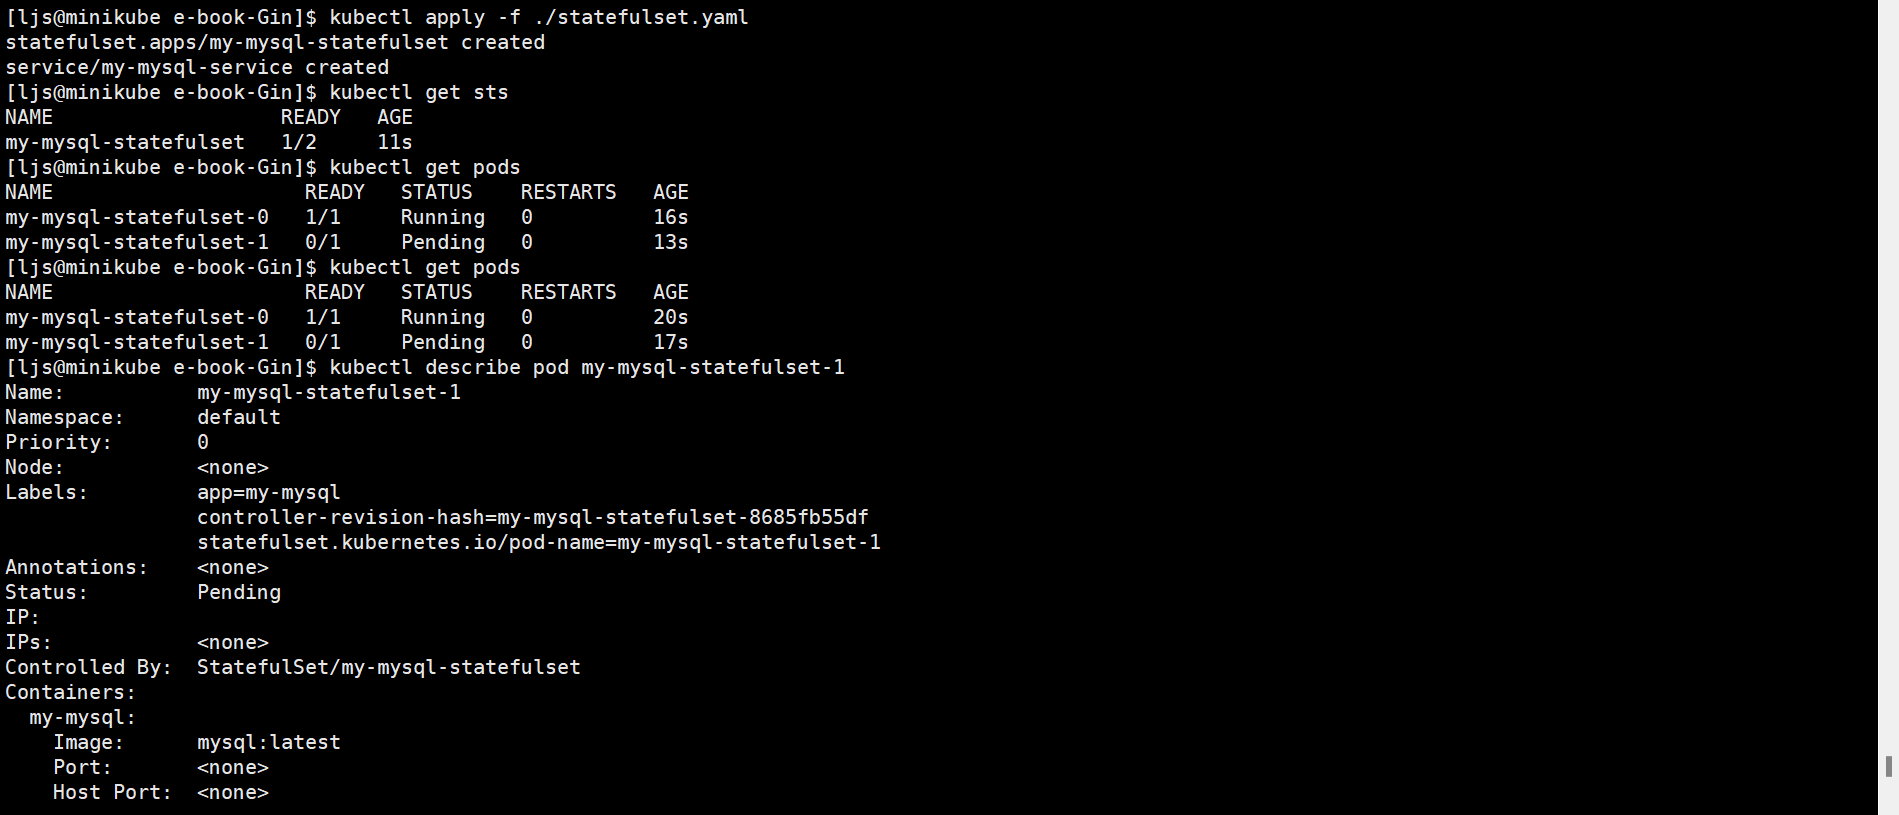 [ljs@minikube e-book-Gin]$ kubectl apply -f ./statefulset.yaml
statefulset.apps/my-mysql-statefulset created
service/my-mysql-service created
[ljs@minikube e-book-Gin]$ kubectl get sts
NAME                   READY   AGE
my-mysql-statefulset   1/2     11s
[ljs@minikube e-book-Gin]$ kubectl get pods
NAME                     READY   STATUS    RESTARTS   AGE
my-mysql-statefulset-0   1/1     Running   0          16s
my-mysql-statefulset-1   0/1     Pending   0          13s
[ljs@minikube e-book-Gin]$ kubectl get pods
NAME                     READY   STATUS    RESTARTS   AGE
my-mysql-statefulset-0   1/1     Running   0          20s
my-mysql-statefulset-1   0/1     Pending   0          17s
[ljs@minikube e-book-Gin]$ kubectl describe pod my-mysql-statefulset-1
Name:           my-mysql-statefulset-1
Namespace:      default
Priority:       0
Node:           <none>
Labels:         app=my-mysql
                controller-revision-hash=my-mysql-statefulset-8685fb55df
                statefulset.kubernetes.io/pod-name=my-mysql-statefulset-1
Annotations:    <none>
Status:         Pending
IP:
IPs:            <none>
Controlled By:  StatefulSet/my-mysql-statefulset
Containers:
  my-mysql:
    Image:      mysql:latest
    Port:       <none>
    Host Port:  <none>